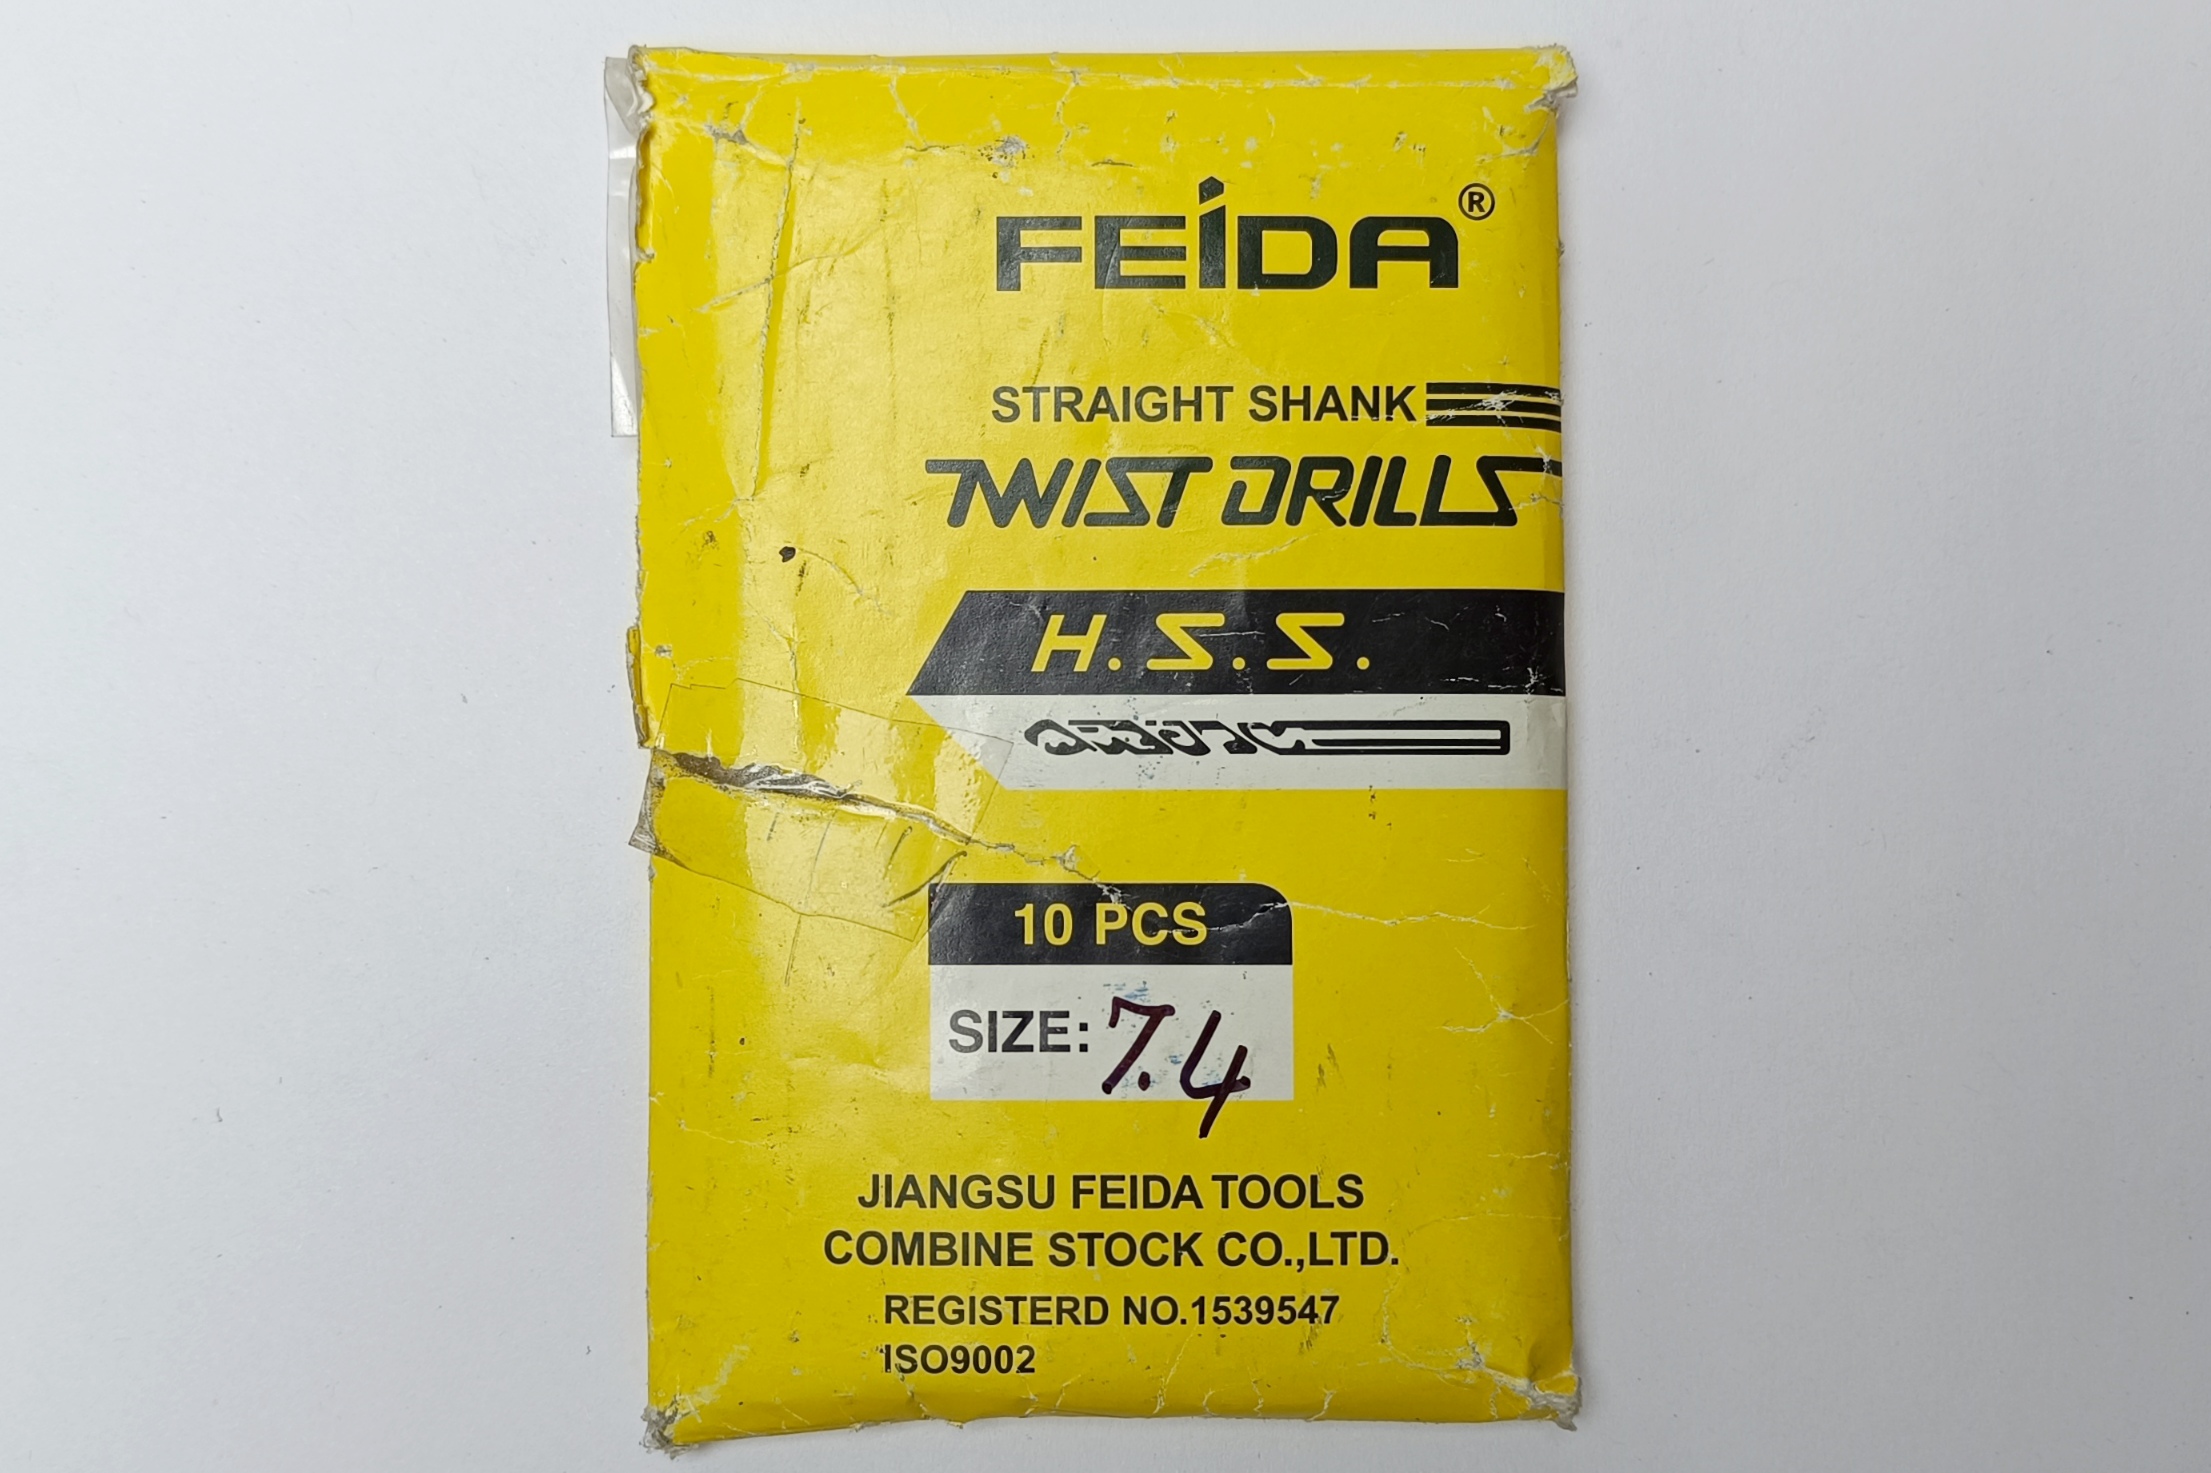 FEIDA®
STRAIGHT SHANK
TWIST DRILLS
H.S.S.
10 PCS
SIZE: 7.4
JIANGSU FEIDA TOOLS
COMBINE STOCK CO.,LTD.
REGISTERD NO.1539547
ISO9002